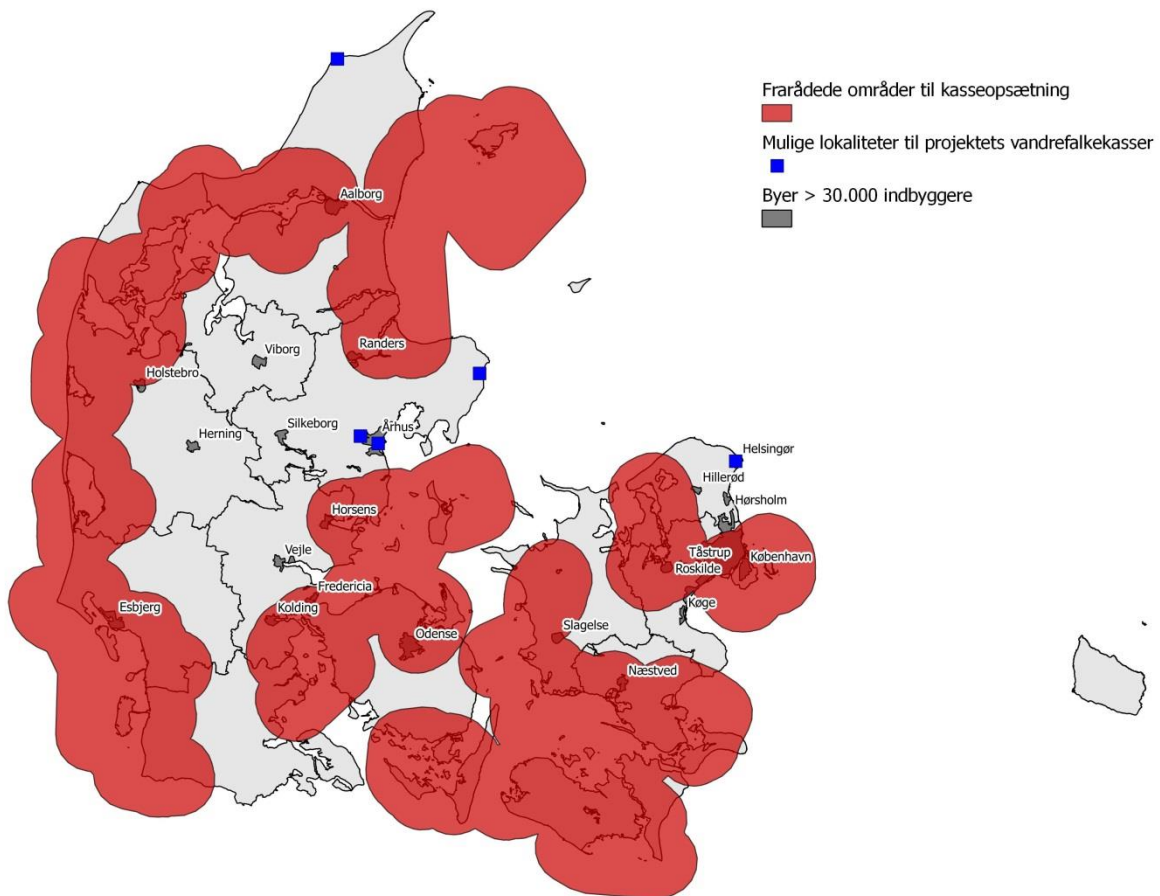 Frarådede områder til kasseopsætning
Mulige lokaliteter til projektets vandrefalkekasser
Byer > 30.000 indbyggere
Aalborg
Viborg
Randers
Holstebro
Silkeborg
Århus
Herning
Helsingør
Hillerød
Hørsholm
Horsens
Vejle
Tåstrup
København
Roskilde
Fredericia
Kolding
Køge
Esbjerg
Slagelse
Odense
Næstved